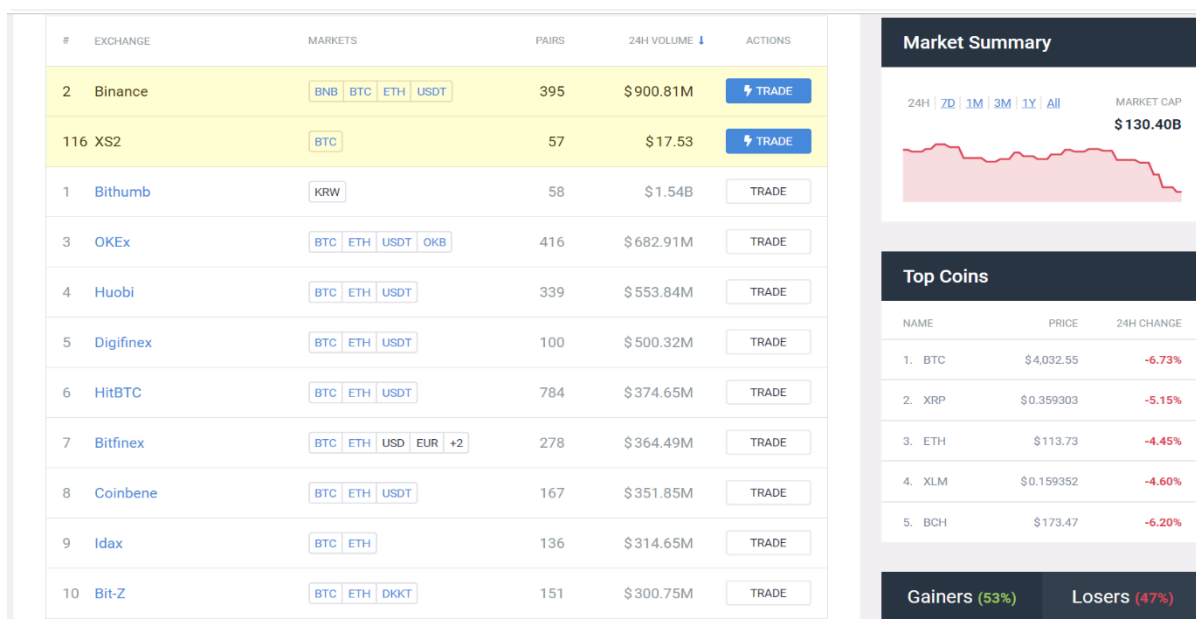 # EXCHANGE MARKETS PAIRS 24H VOLUME ⬇ ACTIONS
2 Binance BNB BTC ETH USDT 395 $900.81M TRADE
116 XS2 BTC 57 $17.53 TRADE
1 Bithumb KRW 58 $1.54B TRADE
3 OKEx BTC ETH USDT OKB 416 $682.91M TRADE
4 Huobi BTC ETH USDT 339 $553.84M TRADE
5 Digifinex BTC ETH USDT 100 $500.32M TRADE
6 HitBTC BTC ETH USDT 784 $374.65M TRADE
7 Bitfinex BTC ETH USD EUR +2 278 $364.49M TRADE
8 Coinbene BTC ETH USDT 167 $351.85M TRADE
9 Idax BTC ETH 136 $314.65M TRADE
10 Bit-Z BTC ETH DKKT 151 $300.75M TRADE
Market Summary
24H 7D 1M 3M 1Y All MARKET CAP
$130.40B
Top Coins
NAME PRICE 24H CHANGE
1. BTC $4,032.55 -6.73%
2. XRP $0.359303 -5.15%
3. ETH $113.73 -4.45%
4. XLM $0.159352 -4.60%
5. BCH $173.47 -6.20%
Gainers (53%) Losers (47%)